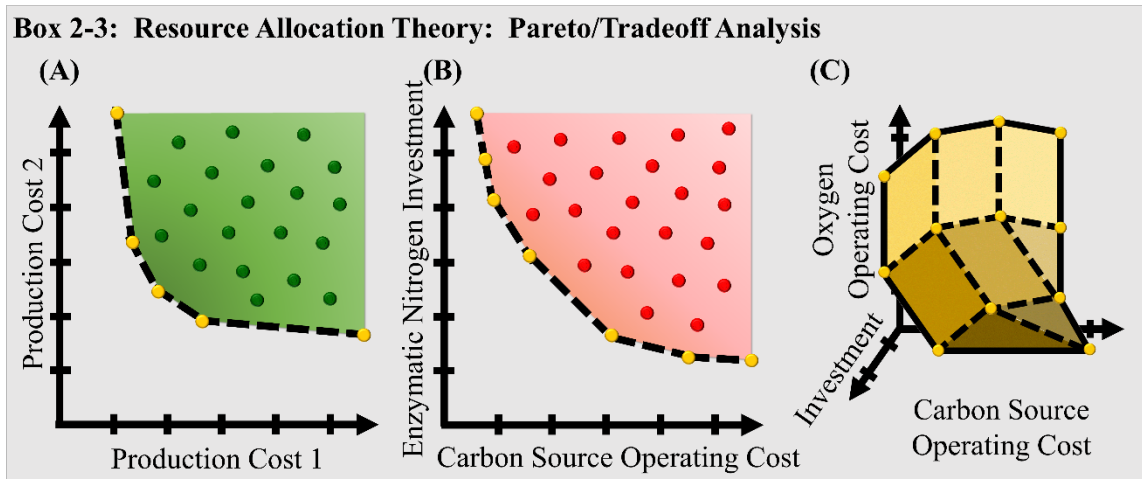 Box 2-3: Resource Allocation Theory: Pareto/Tradeoff Analysis
(A)
Production Cost 2
Production Cost 1
(B)
Enzymatic Nitrogen Investment
Carbon Source Operating Cost
(C)
Oxygen
Operating Cost
Investment
Carbon Source
Operating Cost